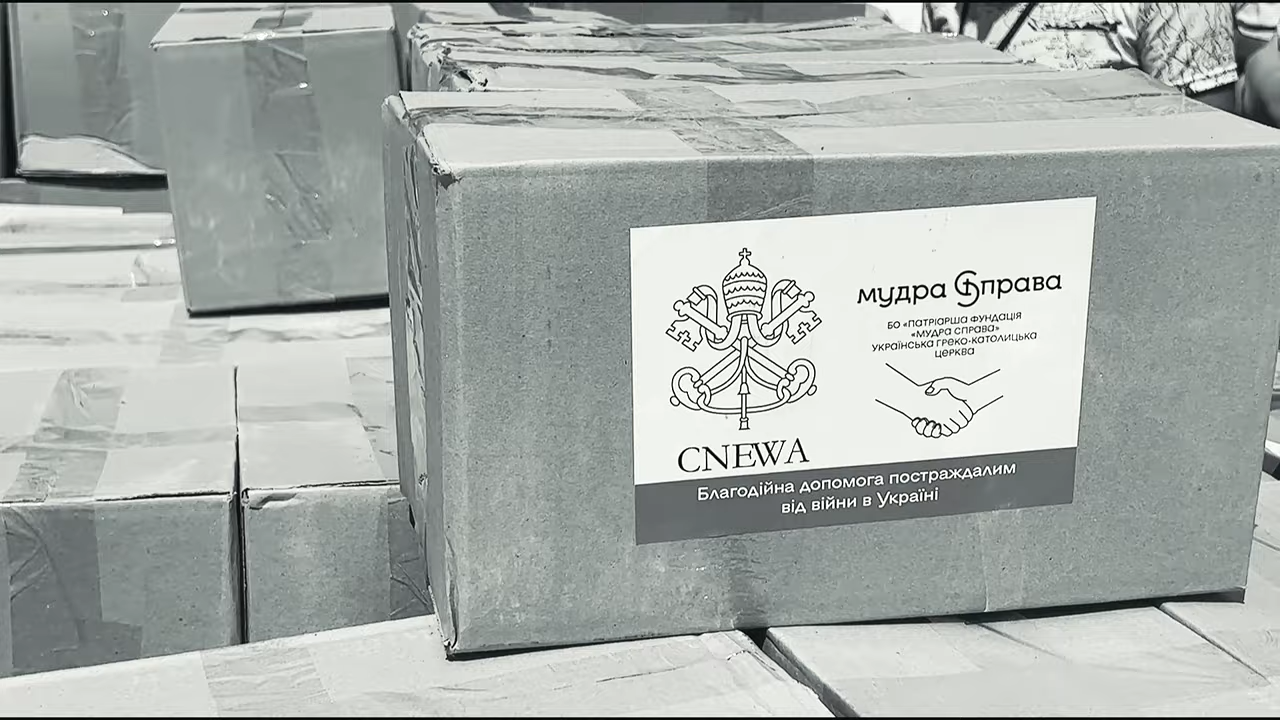 CNEWA
мудра Справа
БО «ПАТРІАРША ФУНДАЦІЯ
«МУДРА СПРАВА»
УКРАЇНСЬКА ГРЕКО-КАТОЛИЦЬКА
ЦЕРКВА
Благодійна допомога постраждалим
від війни в Україні